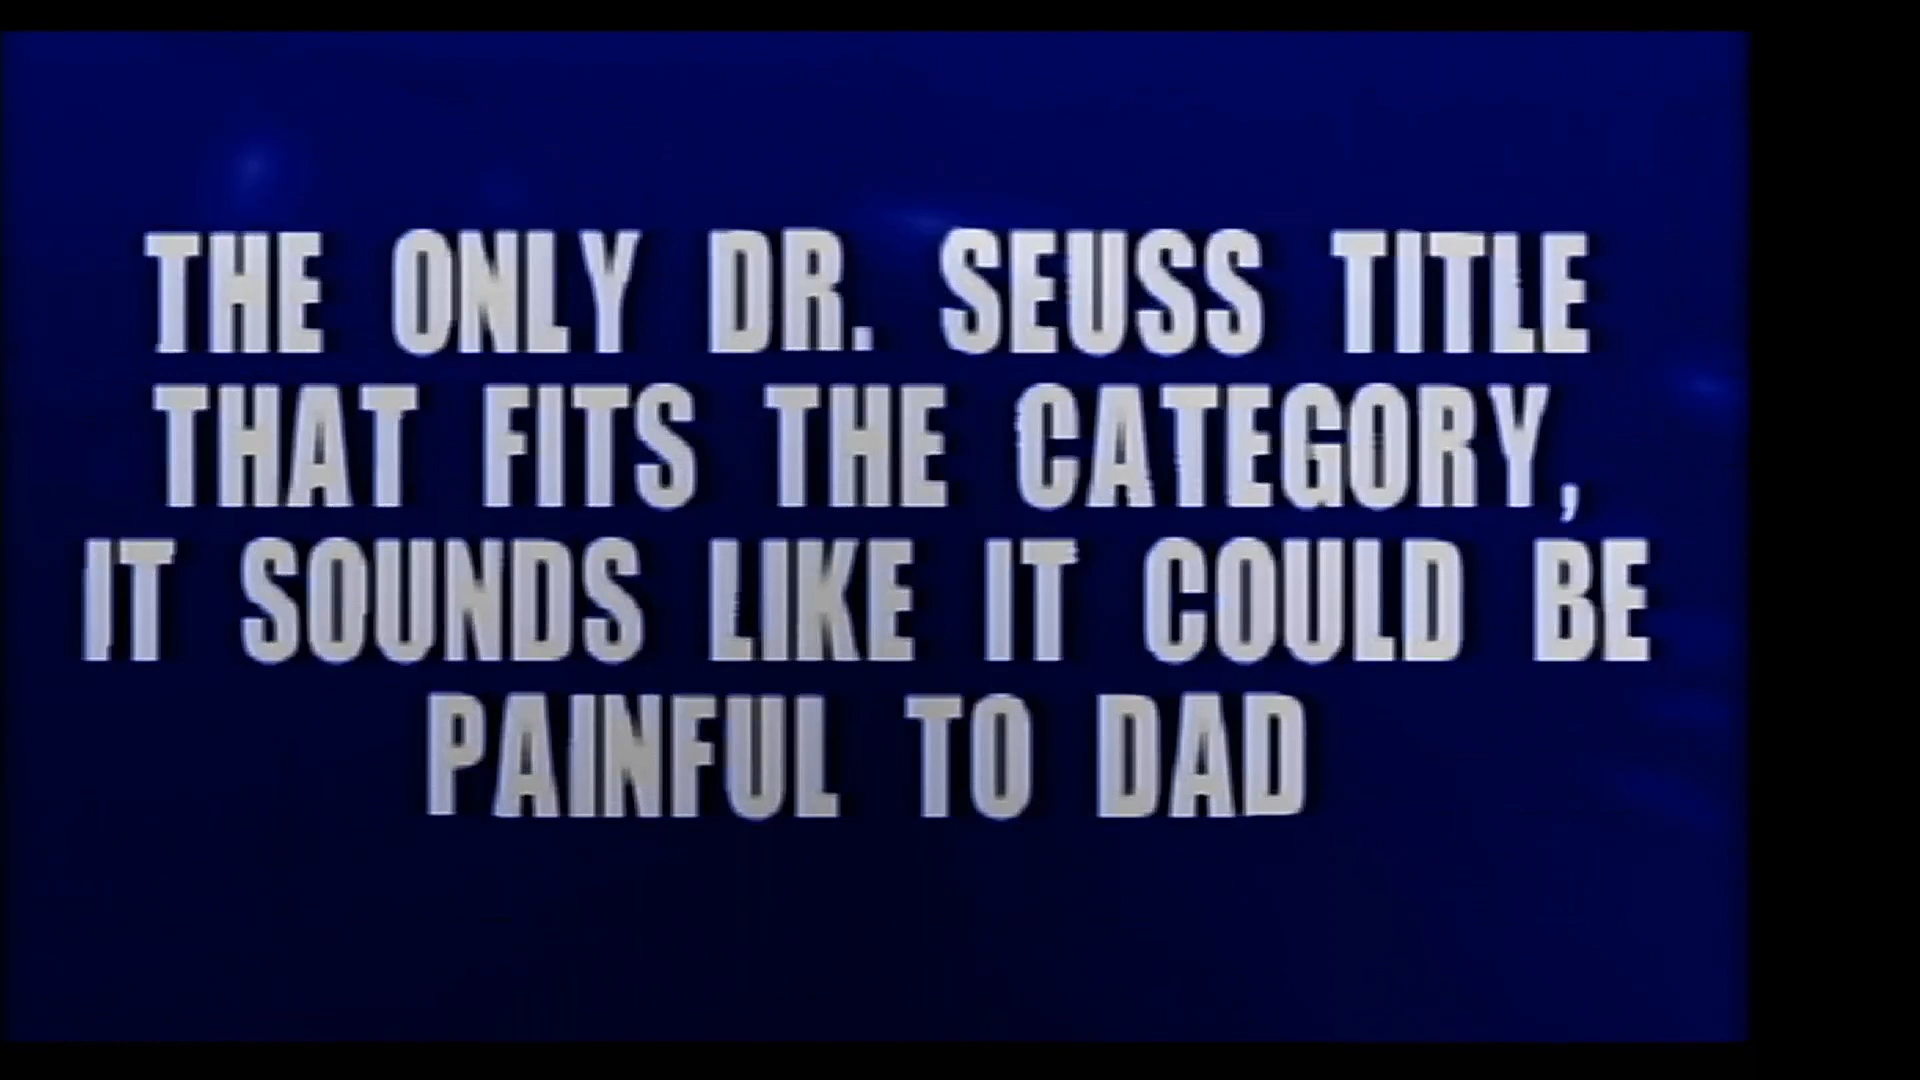 THE ONLY DR. SEUSS TITLE
THAT FITS THE CATEGORY,
IT SOUNDS LIKE IT COULD BE
PAINFUL TO DAD